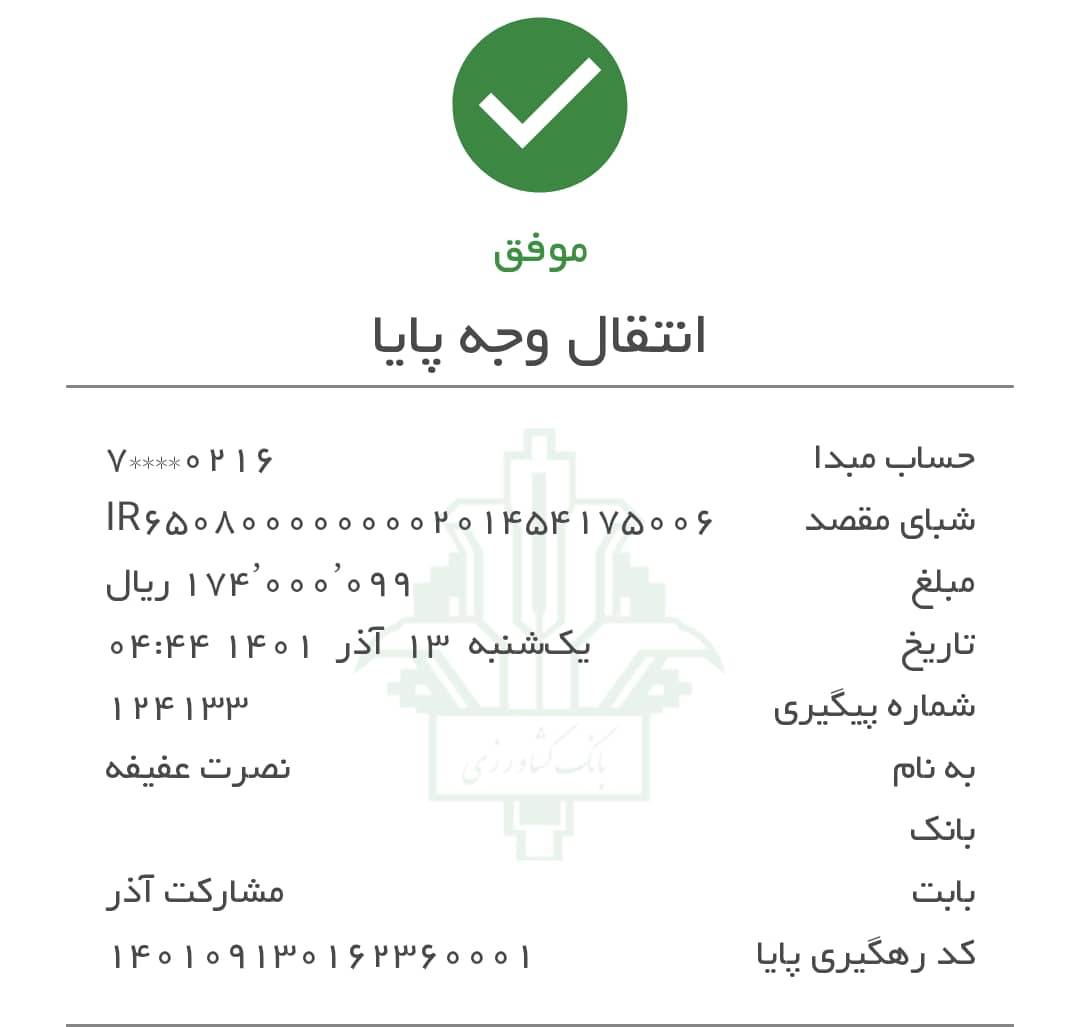 موفق
انتقال وجه پایا
حساب مبدا ۷****۰۲۱۶
شبای مقصد IR۶۵۰۸۰۰۰۰۰۰۰۰۰۲۰۱۴۵۴۱۷۵۰۰۶
مبلغ ۱۷۴٬۰۰۰٬۰۹۹ ریال
تاریخ یک‌شنبه ۱۳ آذر ۱۴۰۱ ۰۴:۴۴
شماره پیگیری ۱۲۴۱۳۳
به نام نصرت عفیفه
بانک
بابت مشارکت آذر
کد رهگیری پایا ۱۴۰۱۰۹۱۳۰۱۶۲۳۶۰۰۰۱
بانک کشاورزی